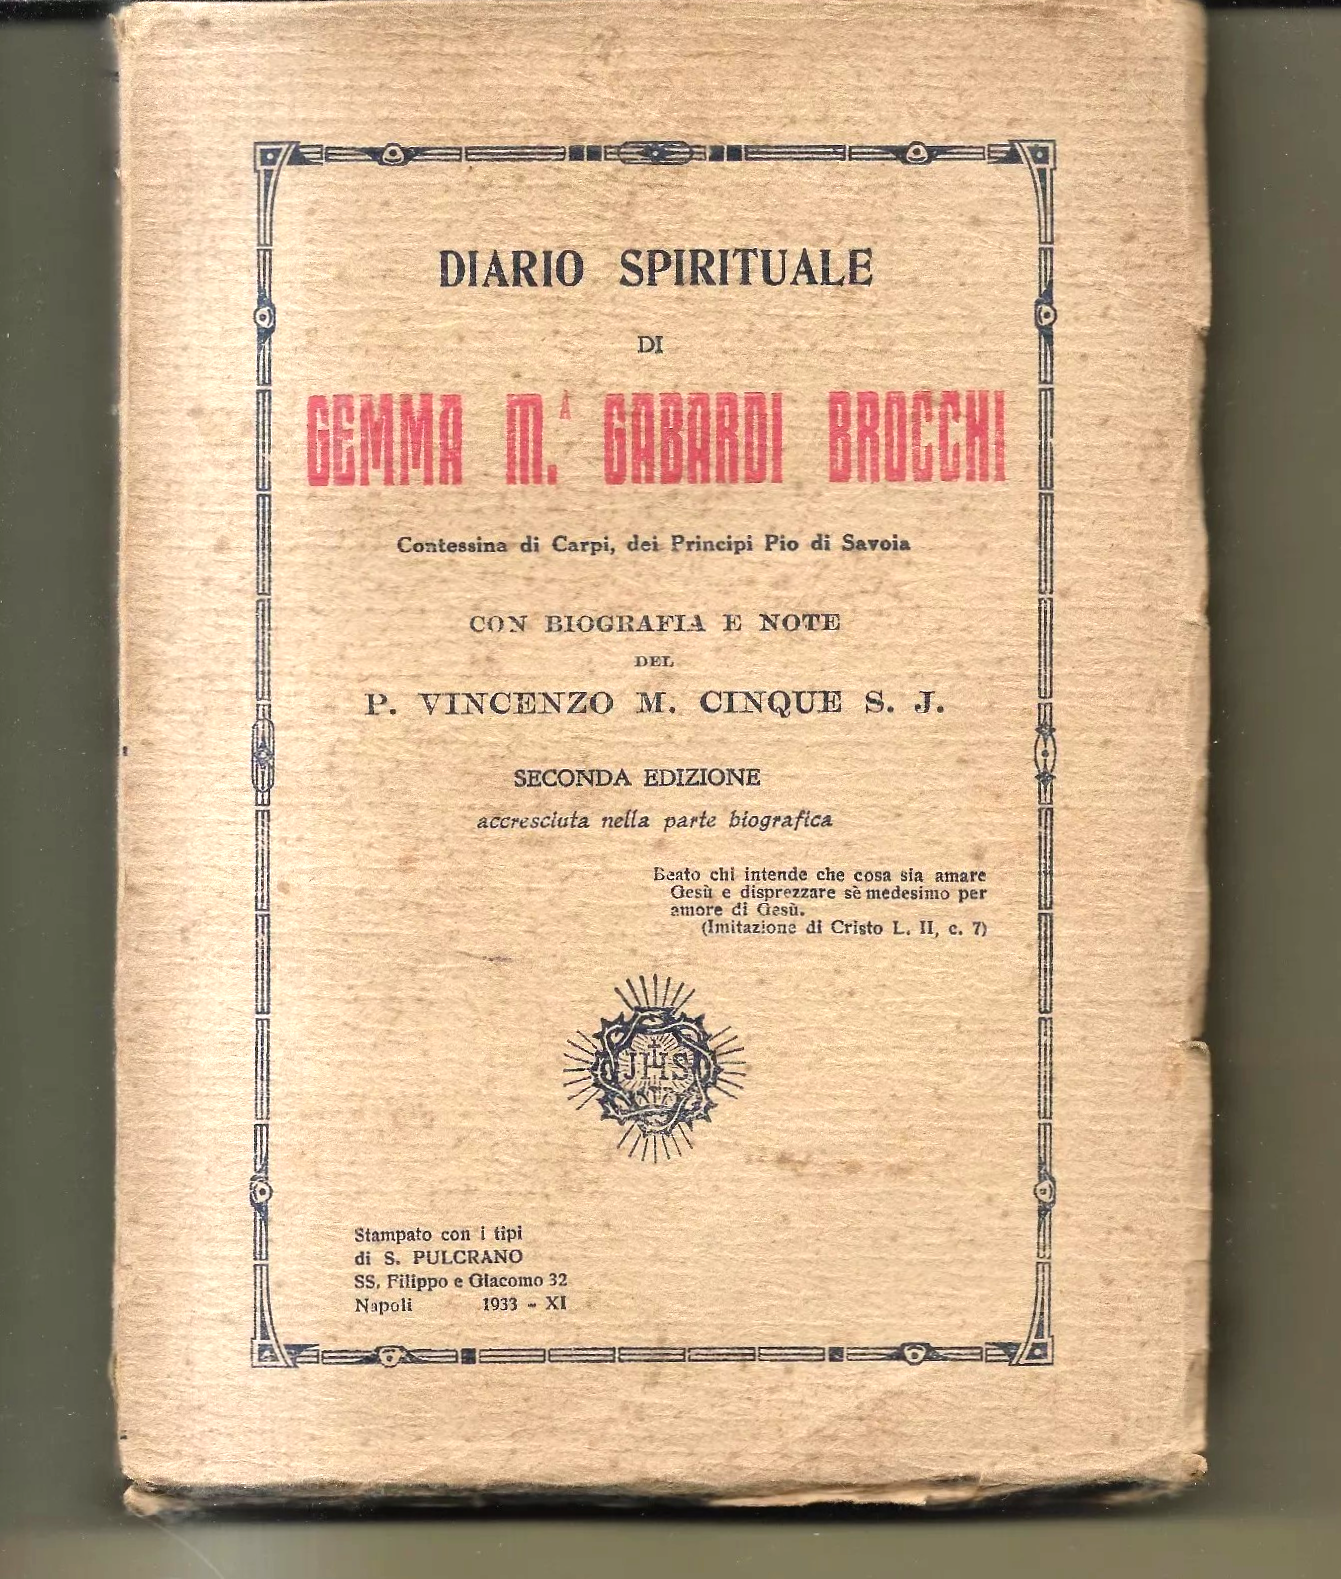 DIARIO SPIRITUALE
DI
GEMMA M.A GABARDI BROCCHI
Contessina di Carpi, dei Principi Pio di Savoia
CON BIOGRAFIA E NOTE
DEL
P. VINCENZO M. CINQUE S. J.
SECONDA EDIZIONE
accresciuta nella parte biografica
Beato chi intende che cosa sia amare
Gesù e disprezzare sè medesimo per
amore di Gesù.
(Imitazione di Cristo L. II, c. 7)
JHS
Stampato con i tipi
di S. PULCRANO
SS. Filippo e Giacomo 32
Napoli 1933 - XI